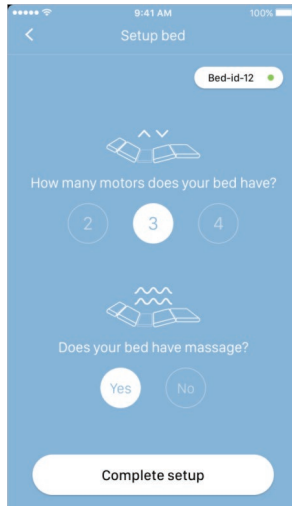 9:41 AM
100%
Setup bed
Bed-id-12
How many motors does your bed have?
2
3
4
Does your bed have massage?
Yes
No
Complete setup